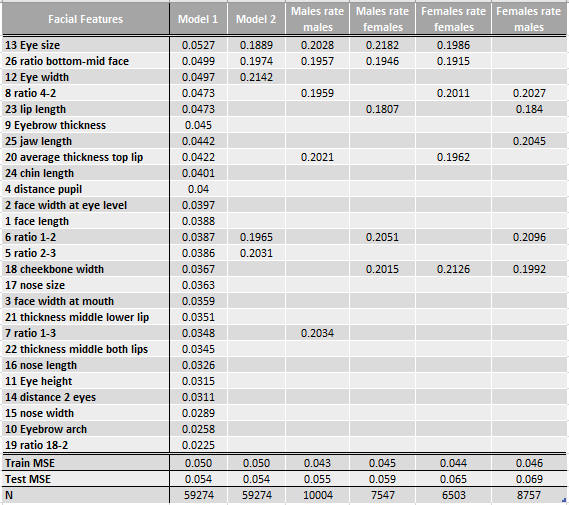 Facial Features Model 1 Model 2 Males rate males Males rate females Females rate females Females rate males
13 Eye size 0.0527 0.1889 0.2028 0.2182 0.1986
26 ratio bottom-mid face 0.0499 0.1974 0.1957 0.1946 0.1915
12 Eye width 0.0497 0.2142
8 ratio 4-2 0.0473 0.1959 0.2011 0.2027
23 lip length 0.0473 0.1807 0.184
9 Eyebrow thickness 0.045
25 jaw length 0.0442 0.2045
20 average thickness top lip 0.0422 0.2021 0.1962
24 chin length 0.0401
4 distance pupil 0.04
2 face width at eye level 0.0397
1 face length 0.0388
6 ratio 1-2 0.0387 0.1965 0.2051 0.2096
5 ratio 2-3 0.0386 0.2031
18 cheekbone width 0.0367 0.2015 0.2126 0.1992
17 nose size 0.0363
3 face width at mouth 0.0359
21 thickness middle lower lip 0.0351
7 ratio 1-3 0.0348 0.2034
22 thickness middle both lips 0.0345
16 nose length 0.0326
11 Eye height 0.0315
14 distance 2 eyes 0.0311
15 nose width 0.0289
10 Eyebrow arch 0.0258
19 ratio 18-2 0.0225
Train MSE 0.050 0.050 0.043 0.045 0.044 0.046
Test MSE 0.054 0.054 0.055 0.059 0.065 0.069
N 59274 59274 10004 7547 6503 8757